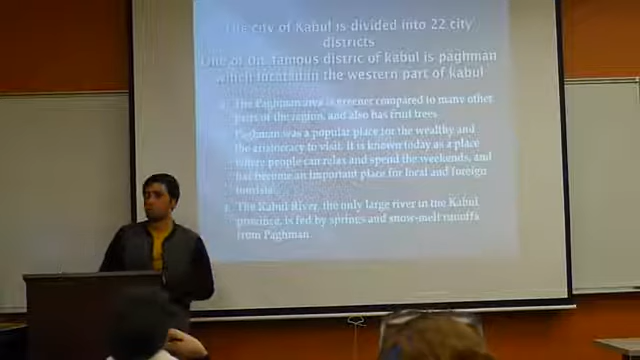 The city of Kabul is divided into 22 city
districts
One of the famous distric of kabul is paghman
which located in the western part of kabul
The Paghman area is greener compared to many other
parts of the region, and also has fruit trees.
Paghman was a popular place for the wealthy and
the aristocracy to visit. It is known today as a place
where people can relax and spend the weekends, and
has become an important place for local and foreign
tourists.
The Kabul River, the only large river in the Kabul
province, is fed by springs and snow-melt runoffs
from Paghman.